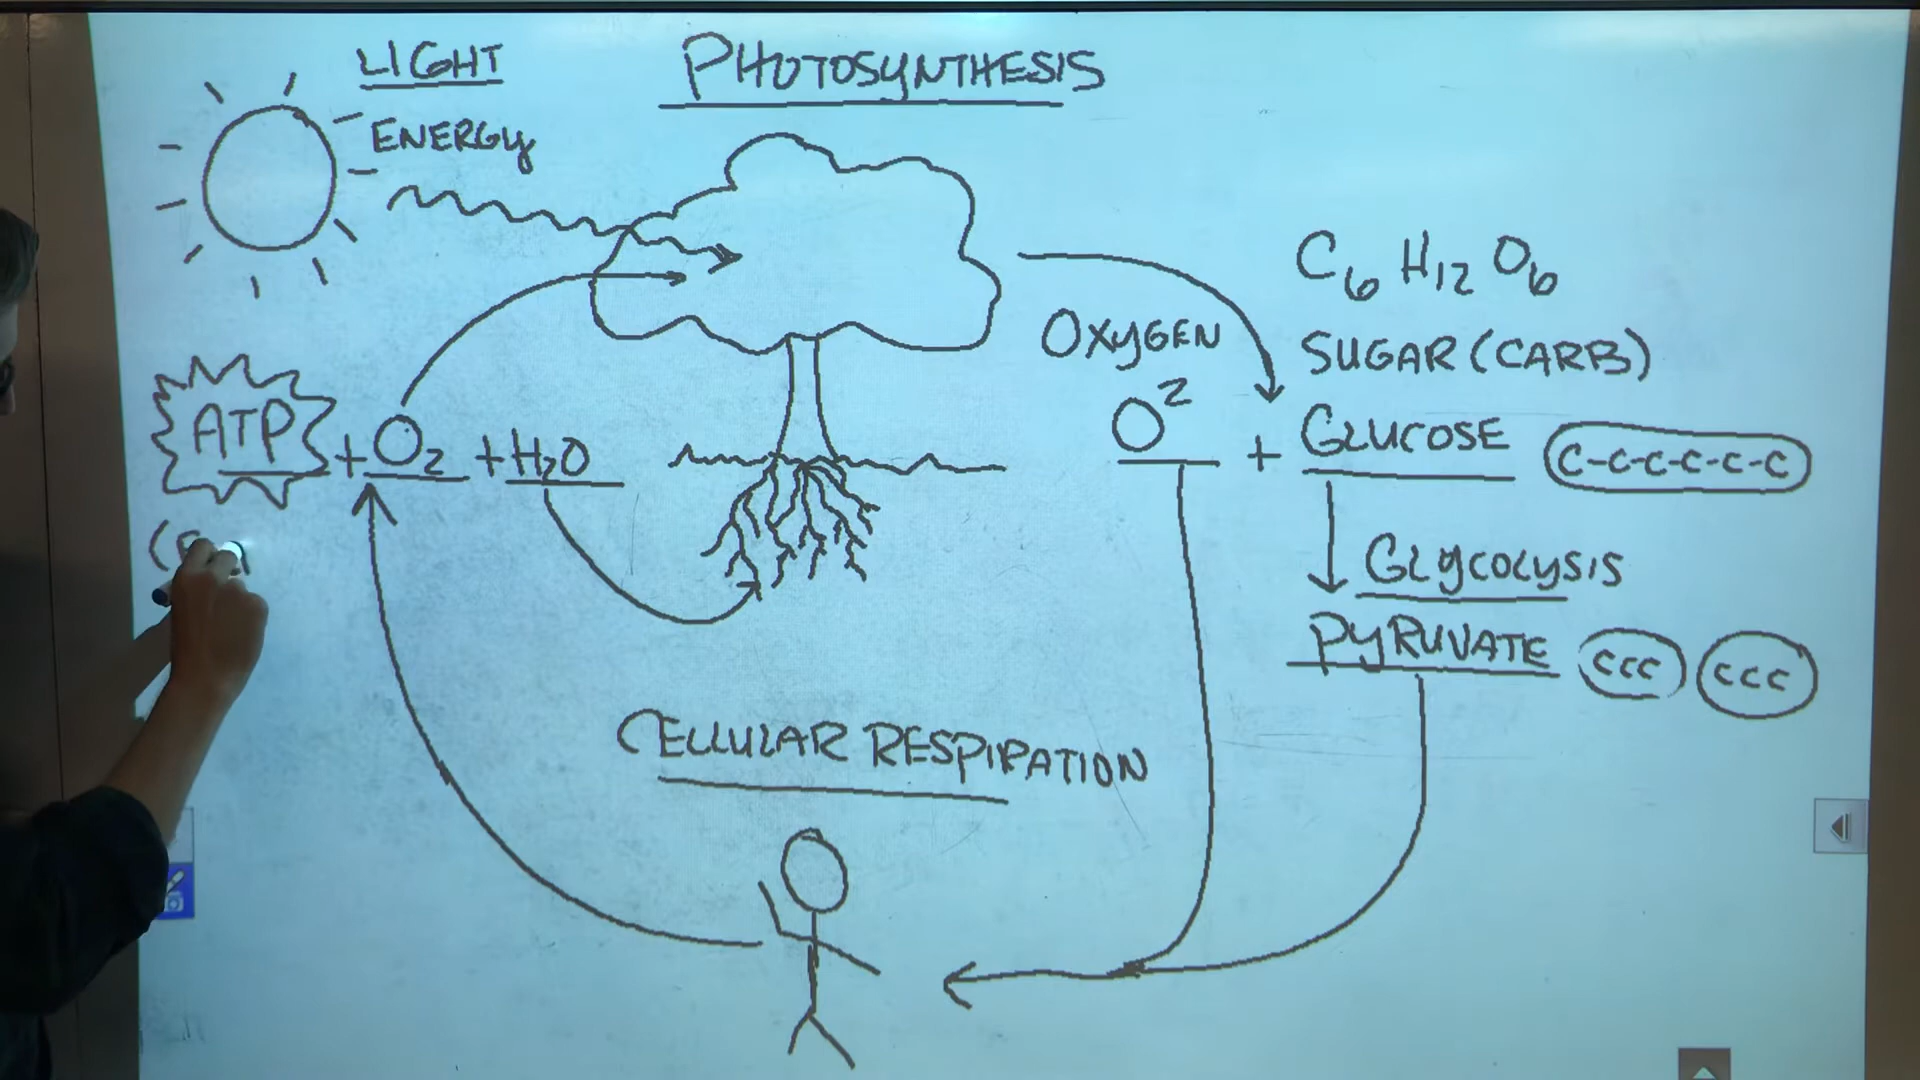 LIGHT
ENERGY
PHOTOSYNTHESIS
C6 H12 O6
OXYGEN
SUGAR (CARB)
ATP + O2 + H2O
O2 + GLUCOSE C-C-C-C-C-C
GLYCOLYSIS
PYRUVATE CCC CCC
CELLULAR RESPIRATION